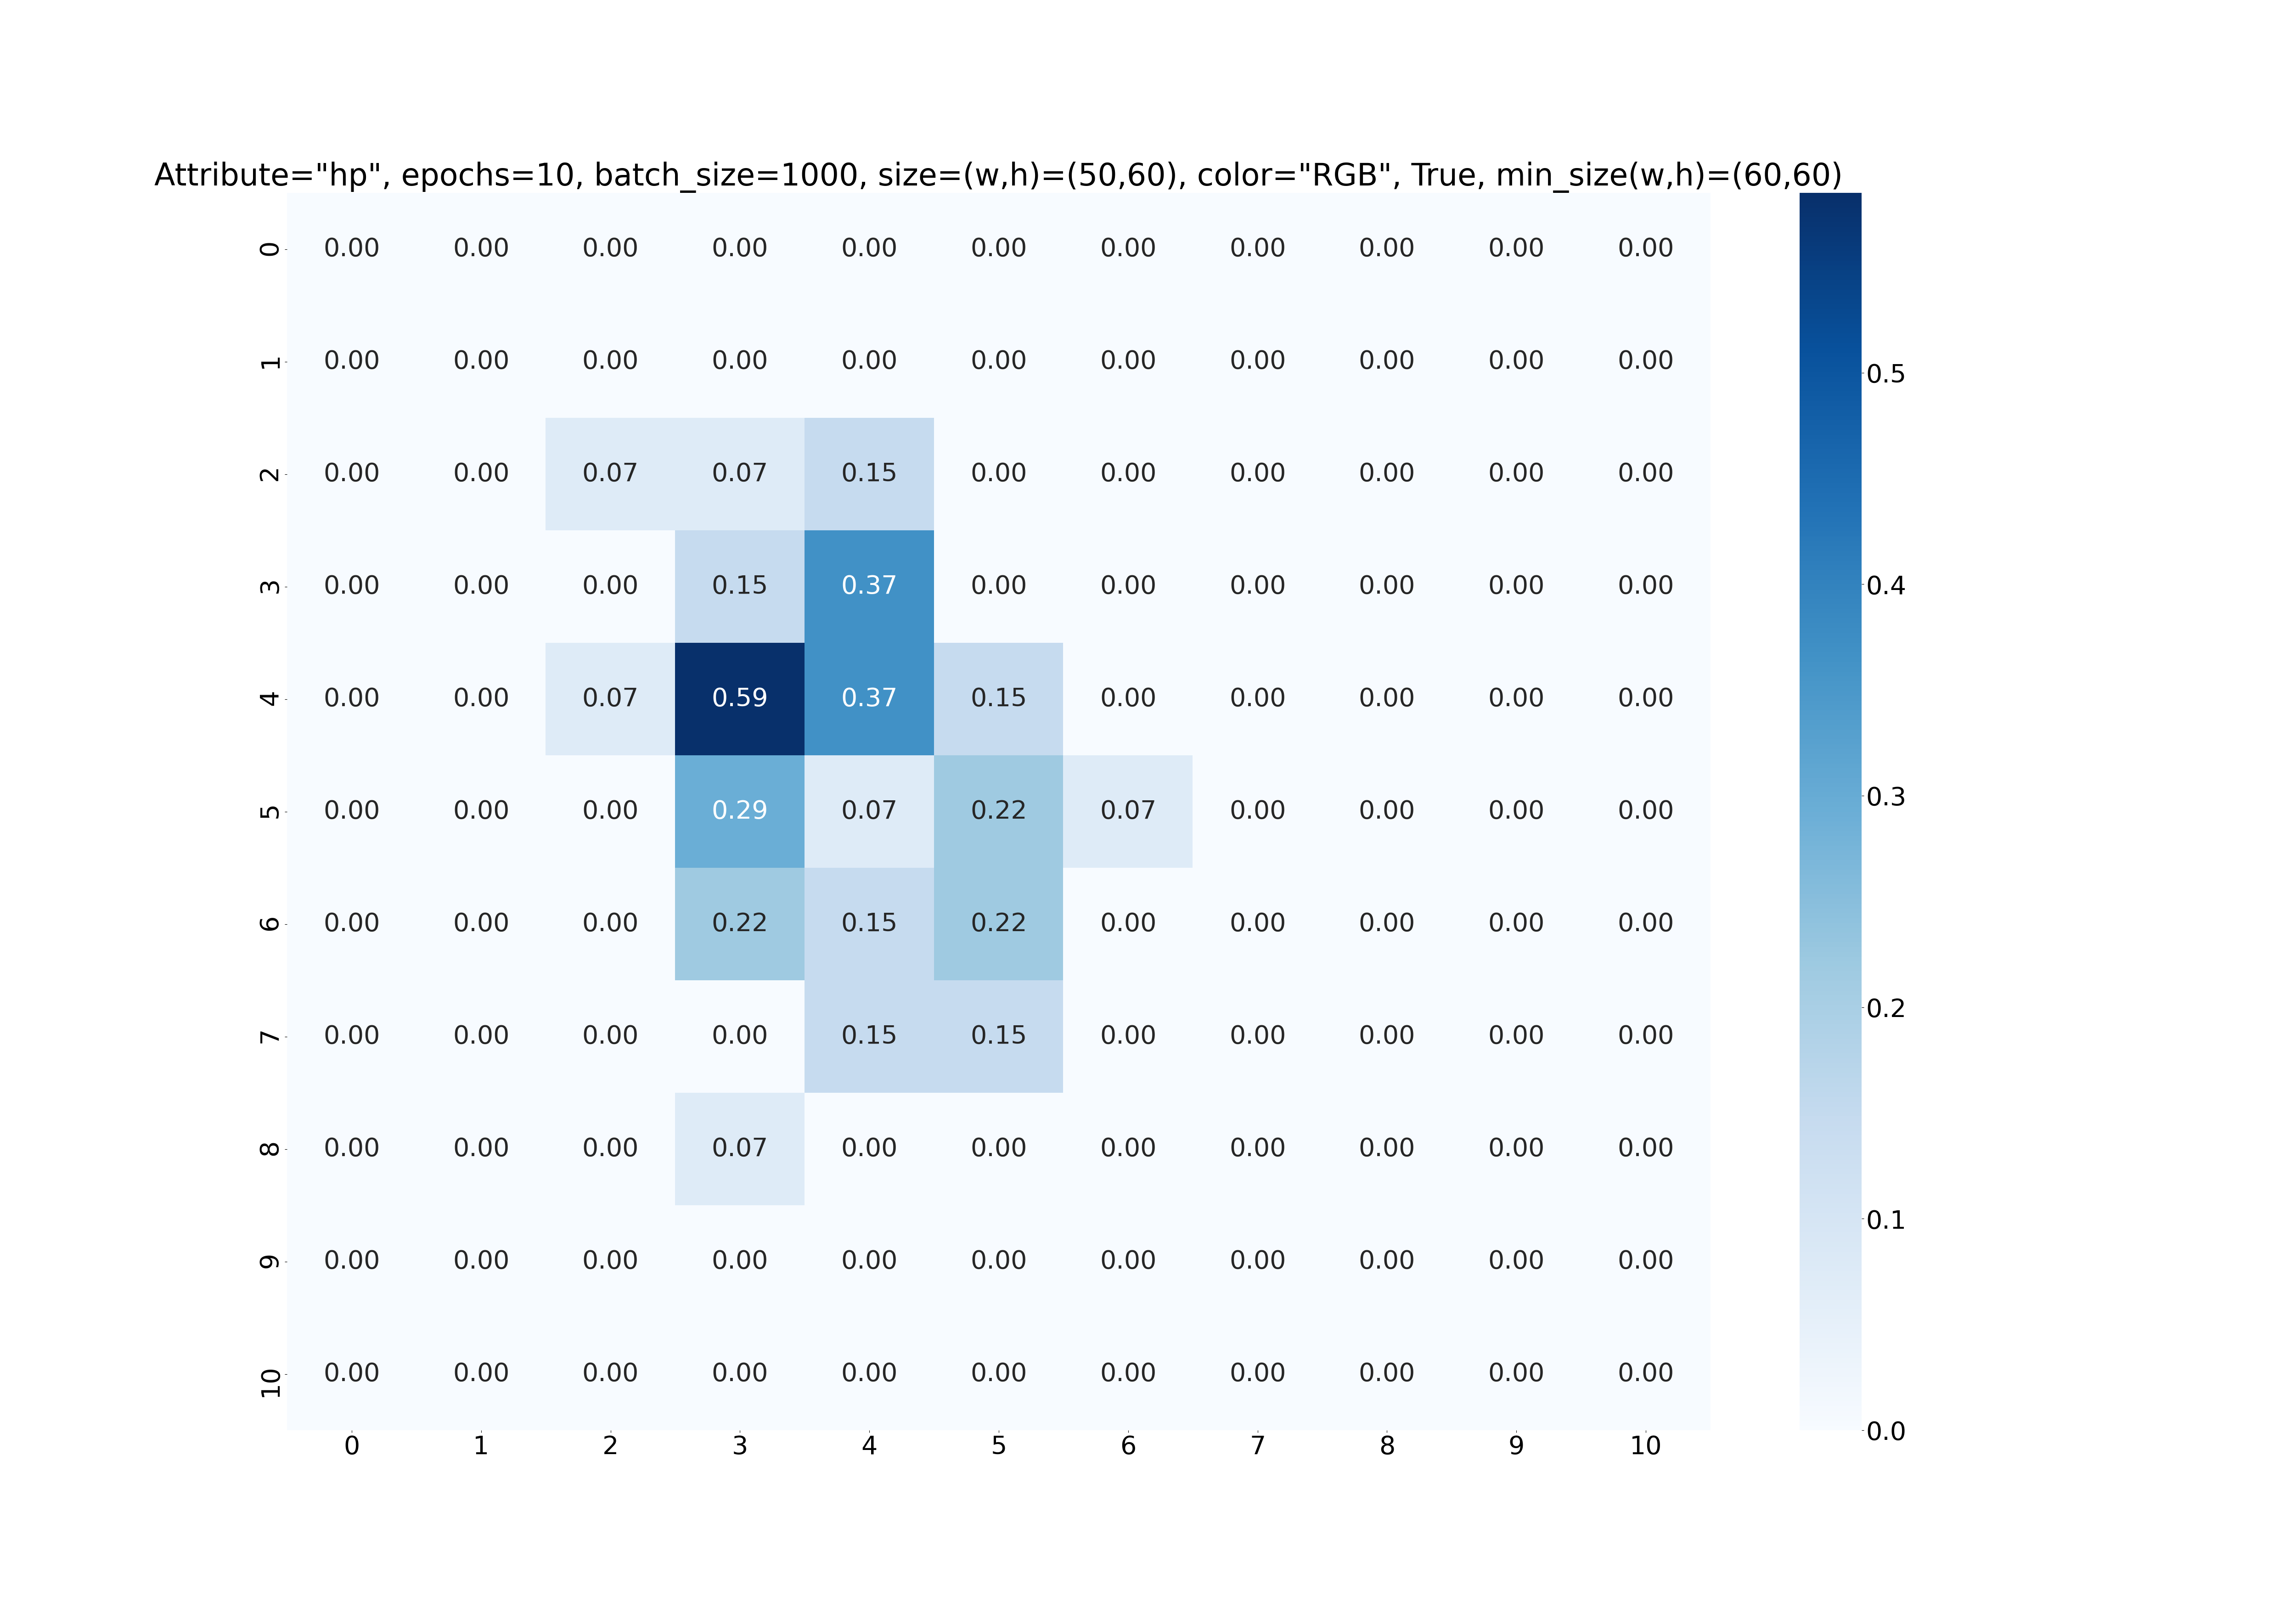 Attribute="hp", epochs=10, batch_size=1000, size=(w,h)=(50,60), color="RGB", True, min_size(w,h)=(60,60)
0 0.00 0.00 0.00 0.00 0.00 0.00 0.00 0.00 0.00 0.00 0.00
1 0.00 0.00 0.00 0.00 0.00 0.00 0.00 0.00 0.00 0.00 0.00
2 0.00 0.00 0.07 0.07 0.15 0.00 0.00 0.00 0.00 0.00 0.00
3 0.00 0.00 0.00 0.15 0.37 0.00 0.00 0.00 0.00 0.00 0.00
4 0.00 0.00 0.07 0.59 0.37 0.15 0.00 0.00 0.00 0.00 0.00
5 0.00 0.00 0.00 0.29 0.07 0.22 0.07 0.00 0.00 0.00 0.00
6 0.00 0.00 0.00 0.22 0.15 0.22 0.00 0.00 0.00 0.00 0.00
7 0.00 0.00 0.00 0.00 0.15 0.15 0.00 0.00 0.00 0.00 0.00
8 0.00 0.00 0.00 0.07 0.00 0.00 0.00 0.00 0.00 0.00 0.00
9 0.00 0.00 0.00 0.00 0.00 0.00 0.00 0.00 0.00 0.00 0.00
10 0.00 0.00 0.00 0.00 0.00 0.00 0.00 0.00 0.00 0.00 0.00
0 1 2 3 4 5 6 7 8 9 10
0.5
0.4
0.3
0.2
0.1
0.0